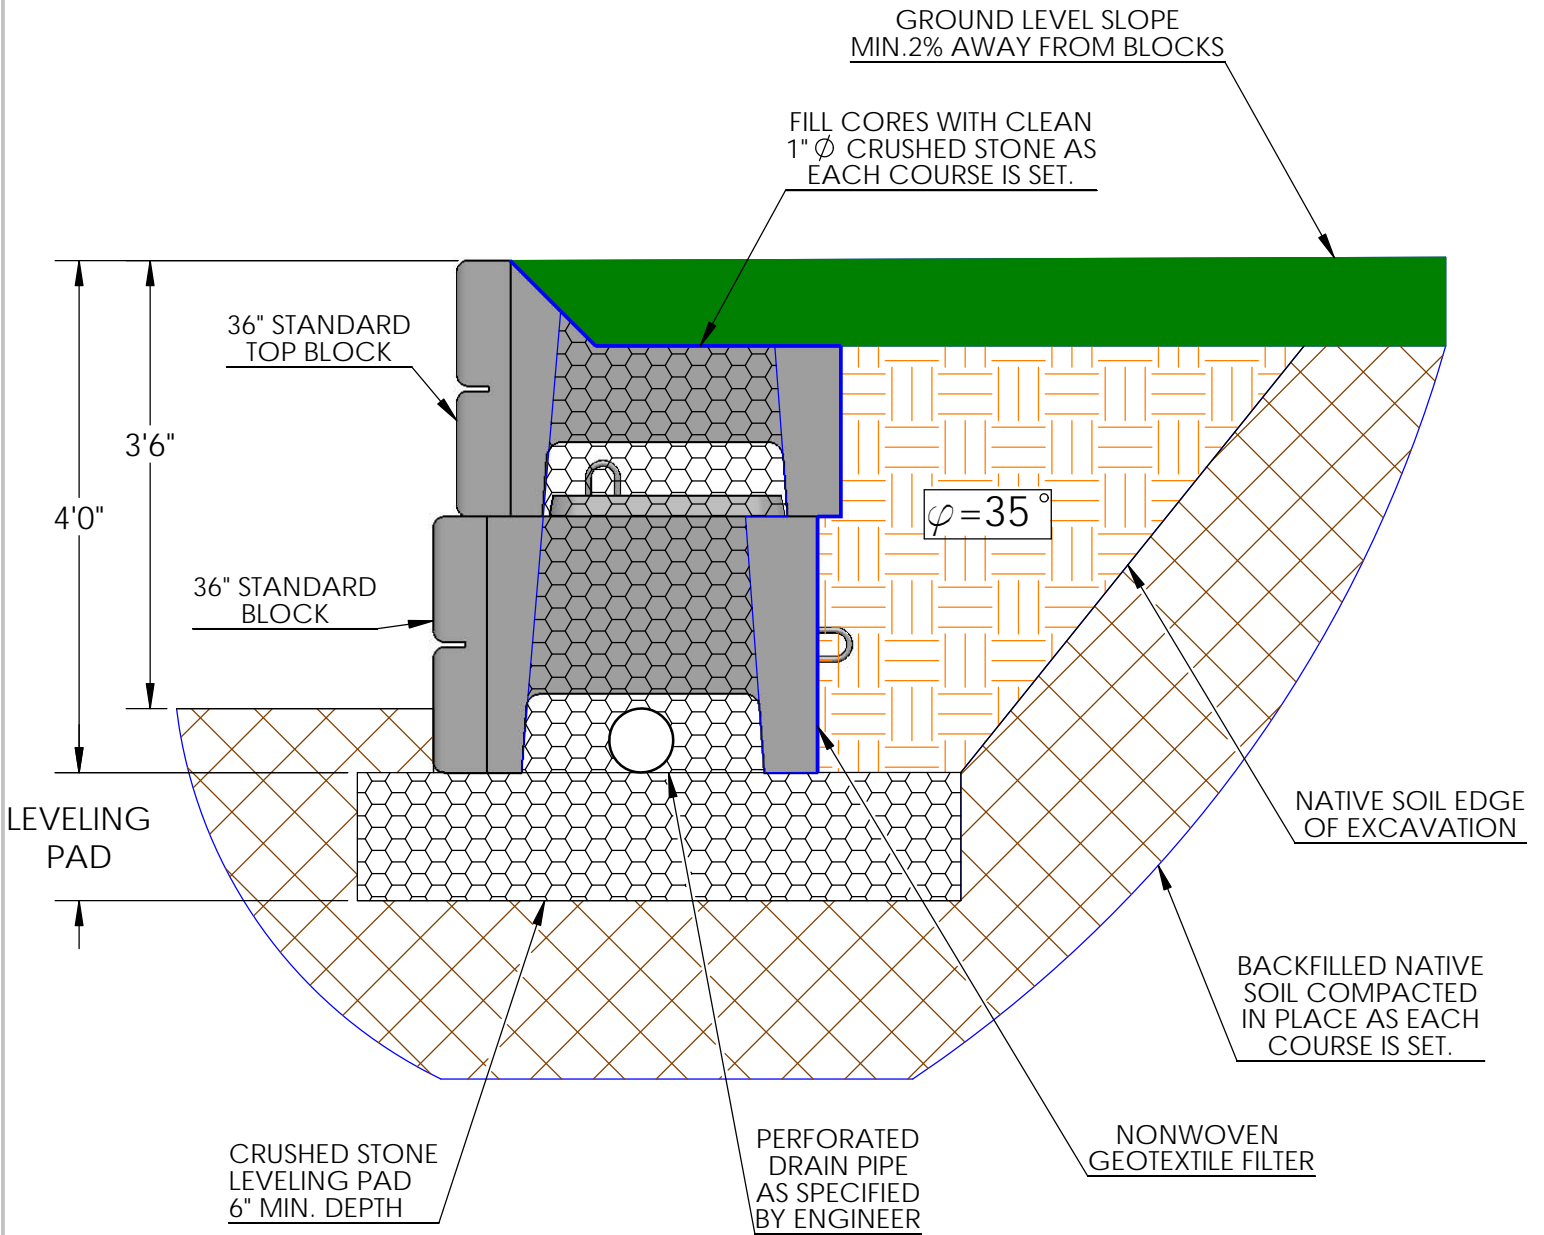 GROUND LEVEL SLOPE
MIN.2% AWAY FROM BLOCKS
FILL CORES WITH CLEAN
1"∅ CRUSHED STONE AS
EACH COURSE IS SET.
36" STANDARD
TOP BLOCK
3'6"
4'0"
φ=35°
36" STANDARD
BLOCK
LEVELING
PAD
NATIVE SOIL EDGE
OF EXCAVATION
BACKFILLED NATIVE
SOIL COMPACTED
IN PLACE AS EACH
COURSE IS SET.
CRUSHED STONE
LEVELING PAD
6" MIN. DEPTH
PERFORATED
DRAIN PIPE
AS SPECIFIED
BY ENGINEER
NONWOVEN
GEOTEXTILE FILTER